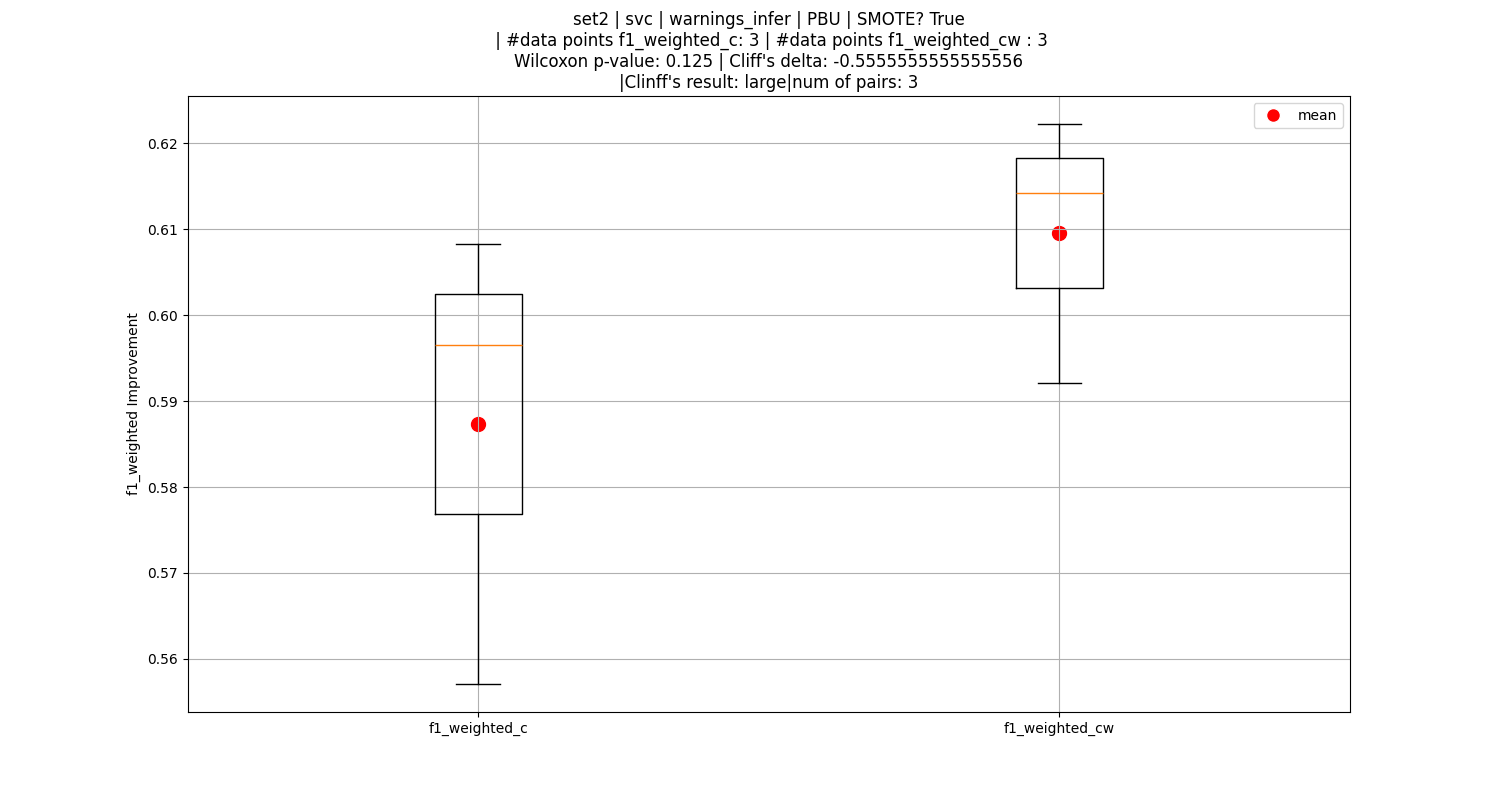 set2 | svc | warnings_infer | PBU | SMOTE? True
| #data points f1_weighted_c: 3 | #data points f1_weighted_cw : 3
Wilcoxon p-value: 0.125 | Cliff's delta: -0.5555555555555556
|Clinff's result: large|num of pairs: 3
mean
0.62
0.61
0.60
0.59
0.58
0.57
0.56
f1_weighted Improvement
f1_weighted_c
f1_weighted_cw